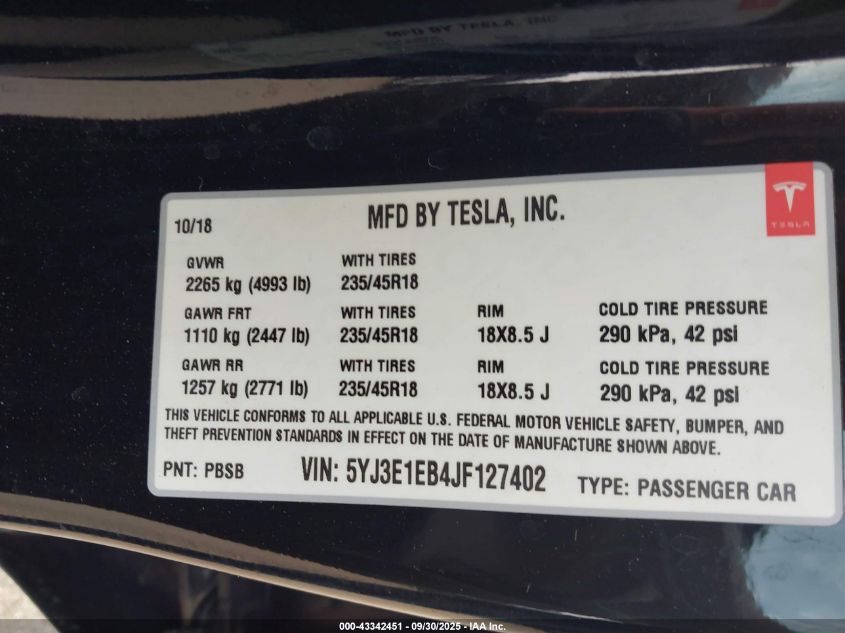 MFD BY TESLA, INC
10/18
MFD BY TESLA, INC.
TESLA
GVWR WITH TIRES
2265 kg (4993 lb) 235/45R18
GAWR FRT WITH TIRES RIM COLD TIRE PRESSURE
1110 kg (2447 lb) 235/45R18 18X8.5 J 290 kPa, 42 psi
GAWR RR WITH TIRES RIM COLD TIRE PRESSURE
1257 kg (2771 lb) 235/45R18 18X8.5 J 290 kPa, 42 psi
THIS VEHICLE CONFORMS TO ALL APPLICABLE U.S. FEDERAL MOTOR VEHICLE SAFETY, BUMPER, AND
THEFT PREVENTION STANDARDS IN EFFECT ON THE DATE OF MANUFACTURE SHOWN ABOVE.
PNT: PBSB VIN: 5YJ3E1EB4JF127402 TYPE: PASSENGER CAR
000-43342451 - 09/30/2025 - IAA Inc.